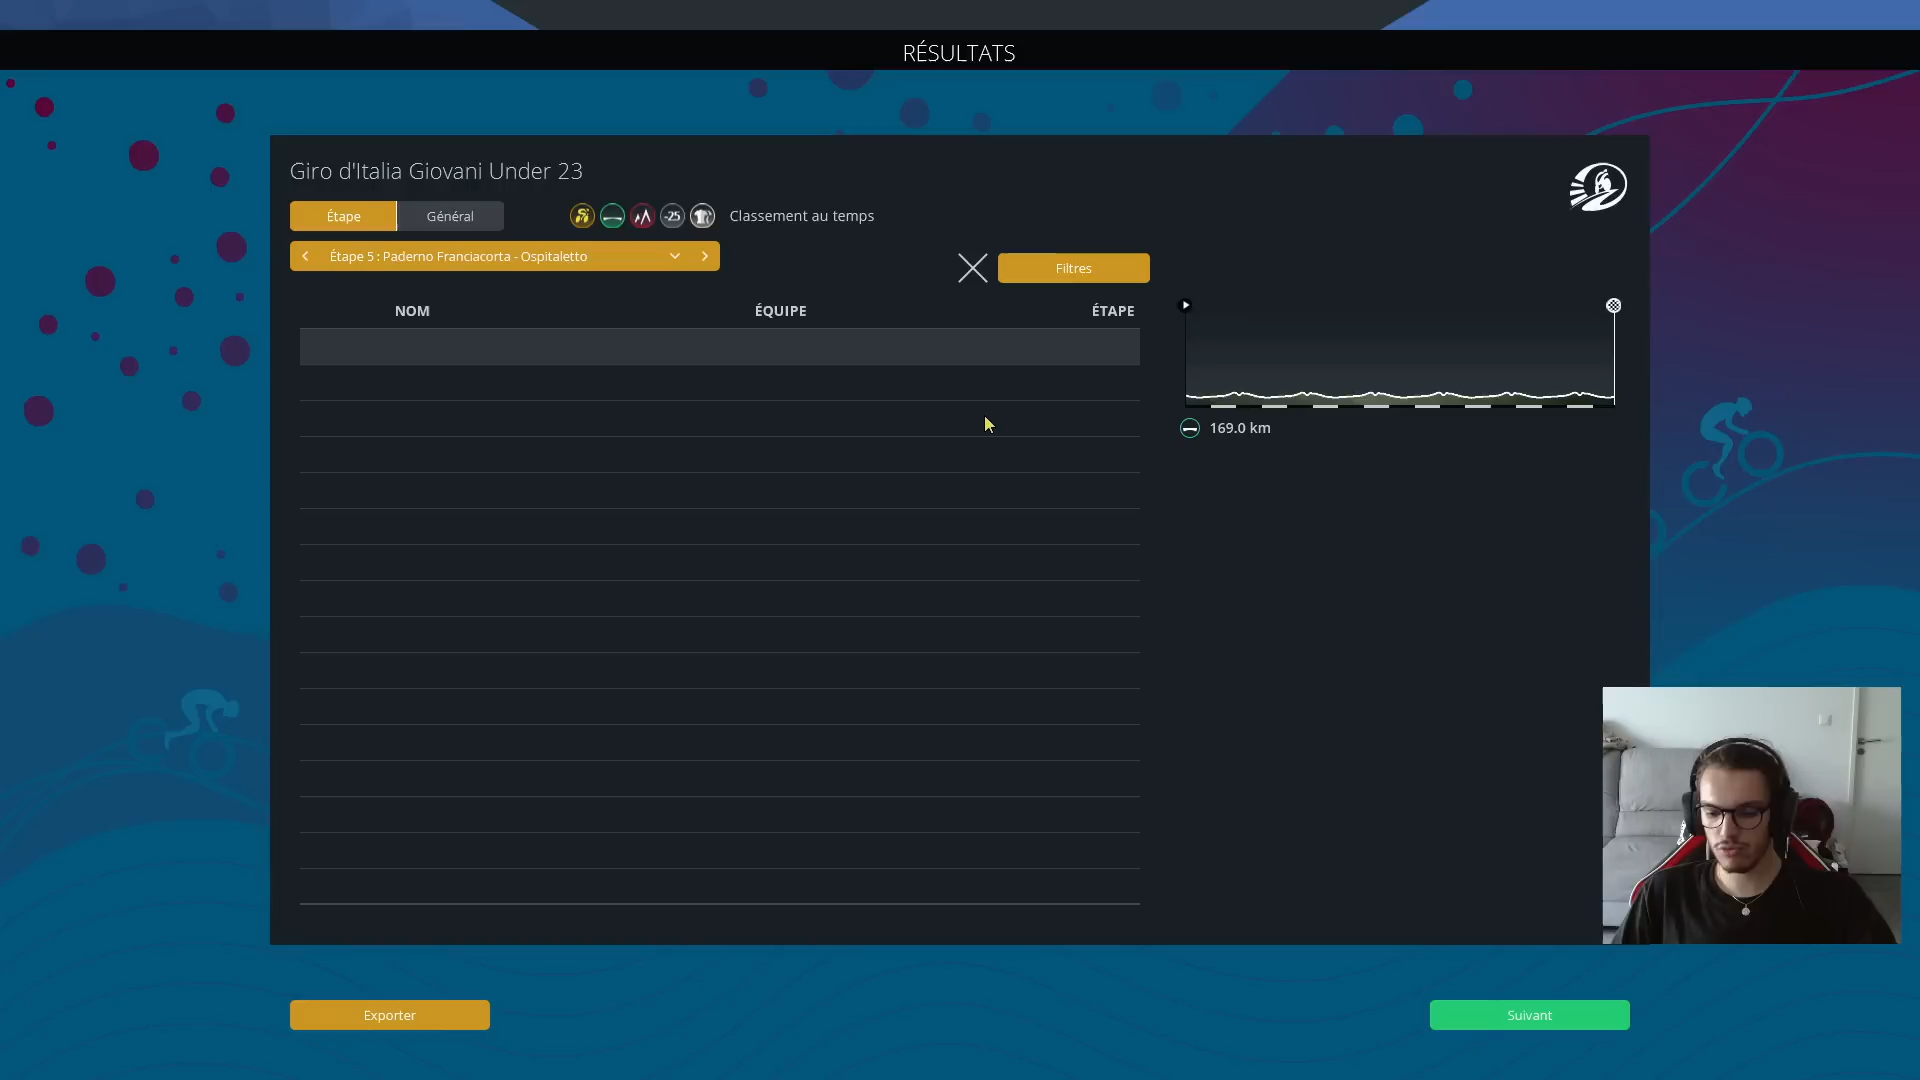 RÉSULTATS
Giro d'Italia Giovani Under 23
Étape
Général
-25
Classement au temps
Étape 5 : Paderno Franciacorta - Ospitaletto
Filtres
NOM
ÉQUIPE
ÉTAPE
169.0 km
Exporter
Suivant